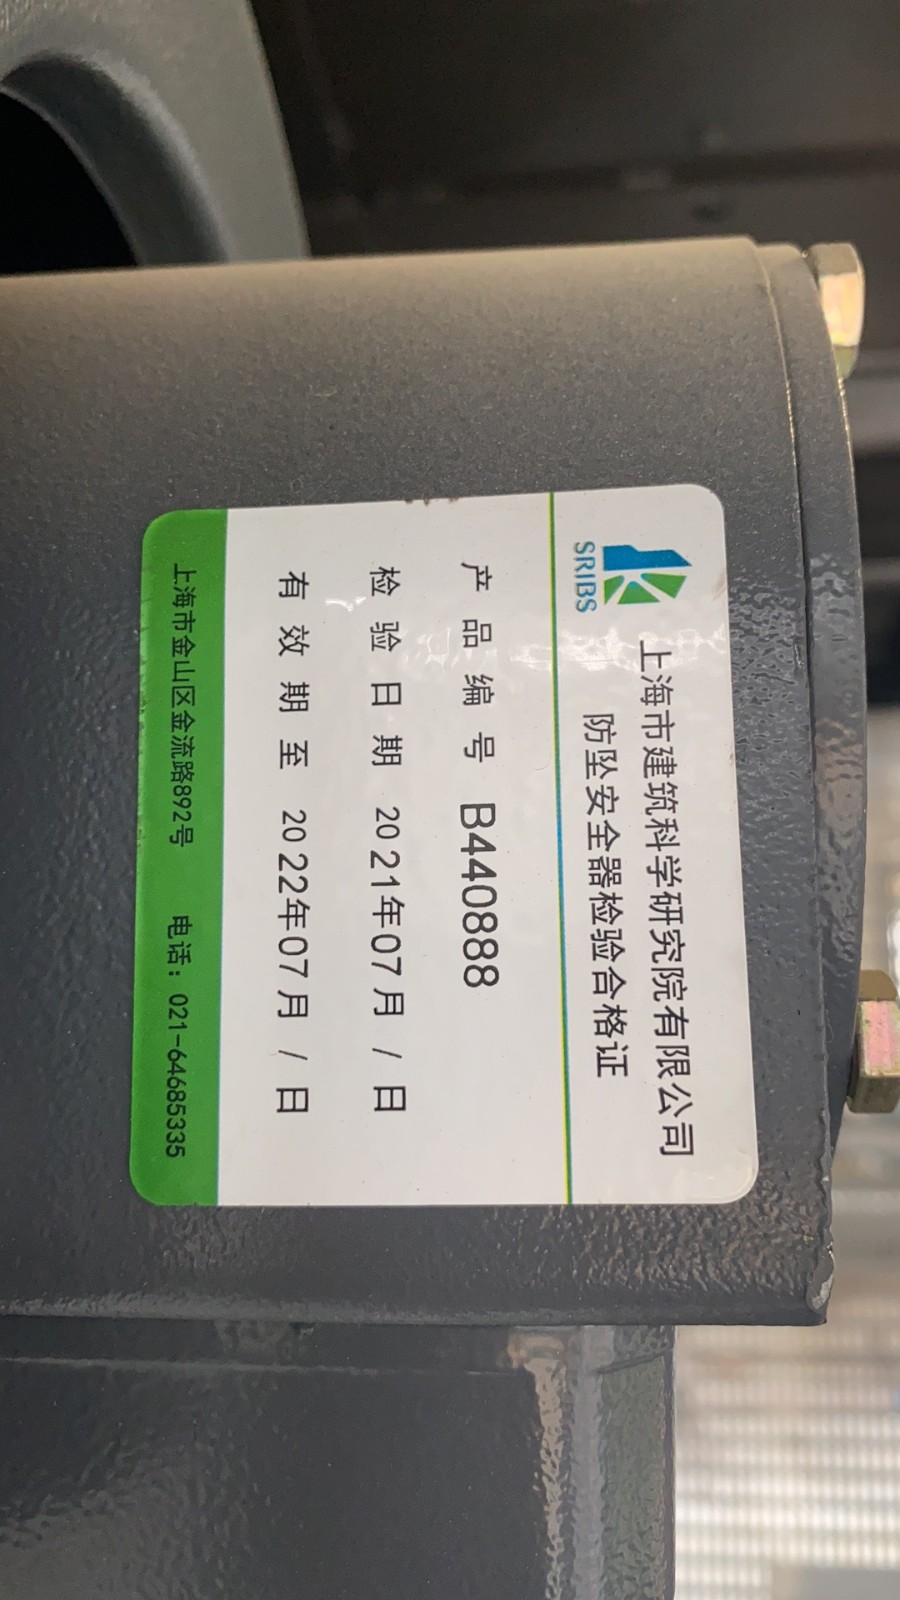 SRIBS
上海市建筑科学研究院有限公司
防坠安全器检验合格证
产品编号 B440888
检验日期 2021年07月 / 日
有效期至 2022年07月 / 日
上海市金山区金流路892号 电话：021-64685335